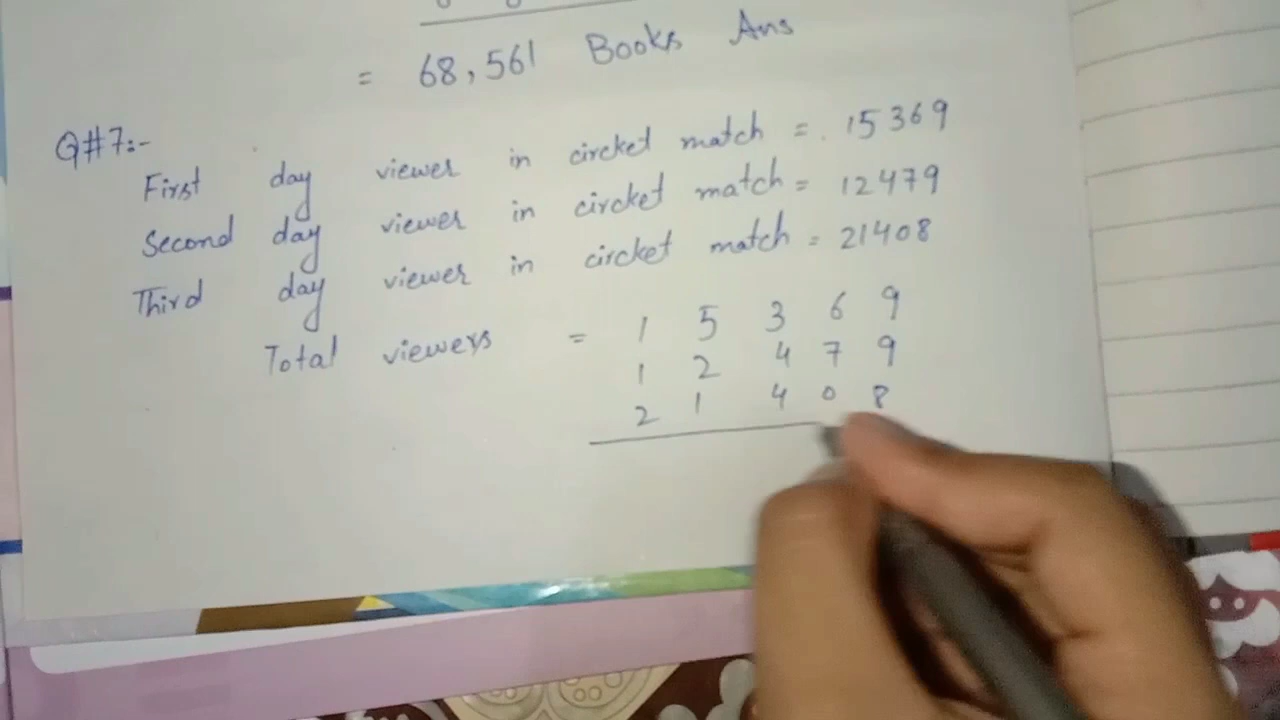 = 68,561 Books Ans
Q#7:-
First day viewer in circket match = 15369
Second day viewer in circket match = 12479
Third day viewer in circket match = 21408
Total viewers = 1 5 3 6 9
1 2 4 7 9
2 1 4 0 8